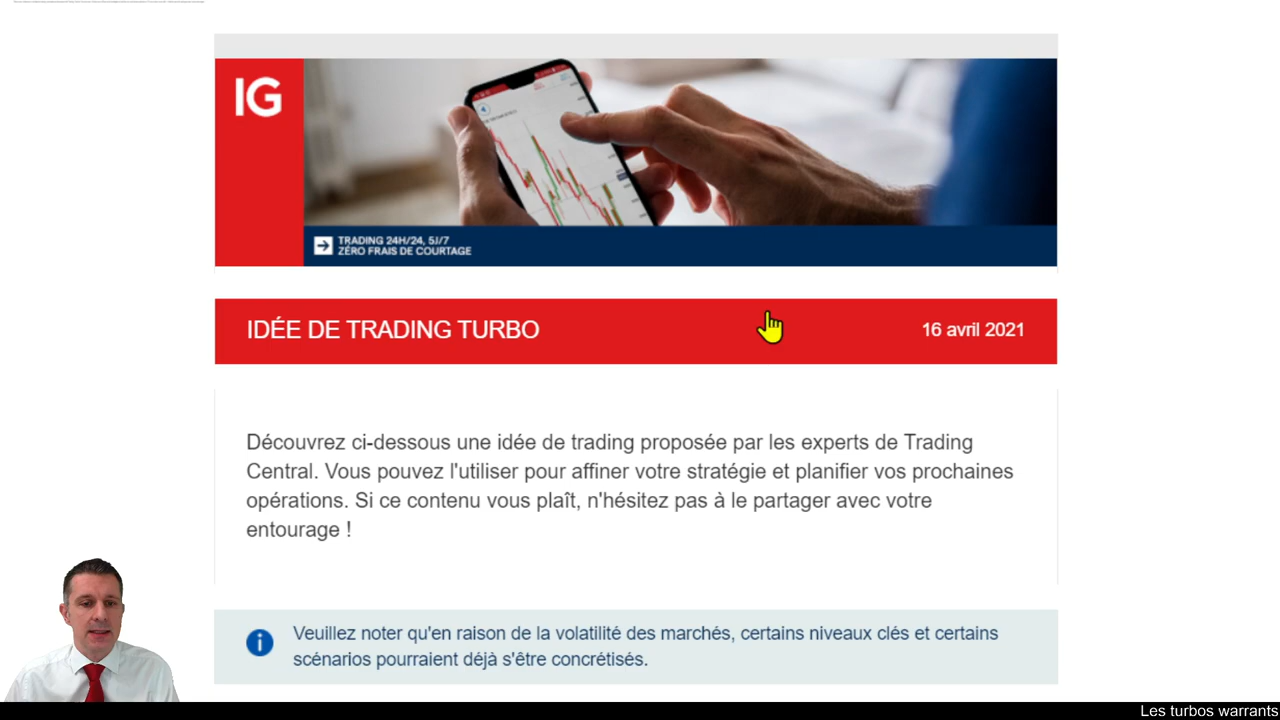 IG
TRADING 24H/24, 5J/7
ZÉRO FRAIS DE COURTAGE
IDÉE DE TRADING TURBO
16 avril 2021
Découvrez ci-dessous une idée de trading proposée par les experts de Trading
Central. Vous pouvez l'utiliser pour affiner votre stratégie et planifier vos prochaines
opérations. Si ce contenu vous plaît, n'hésitez pas à le partager avec votre
entourage !
Veuillez noter qu'en raison de la volatilité des marchés, certains niveaux clés et certains
scénarios pourraient déjà s'être concrétisés.
Les turbos warrants